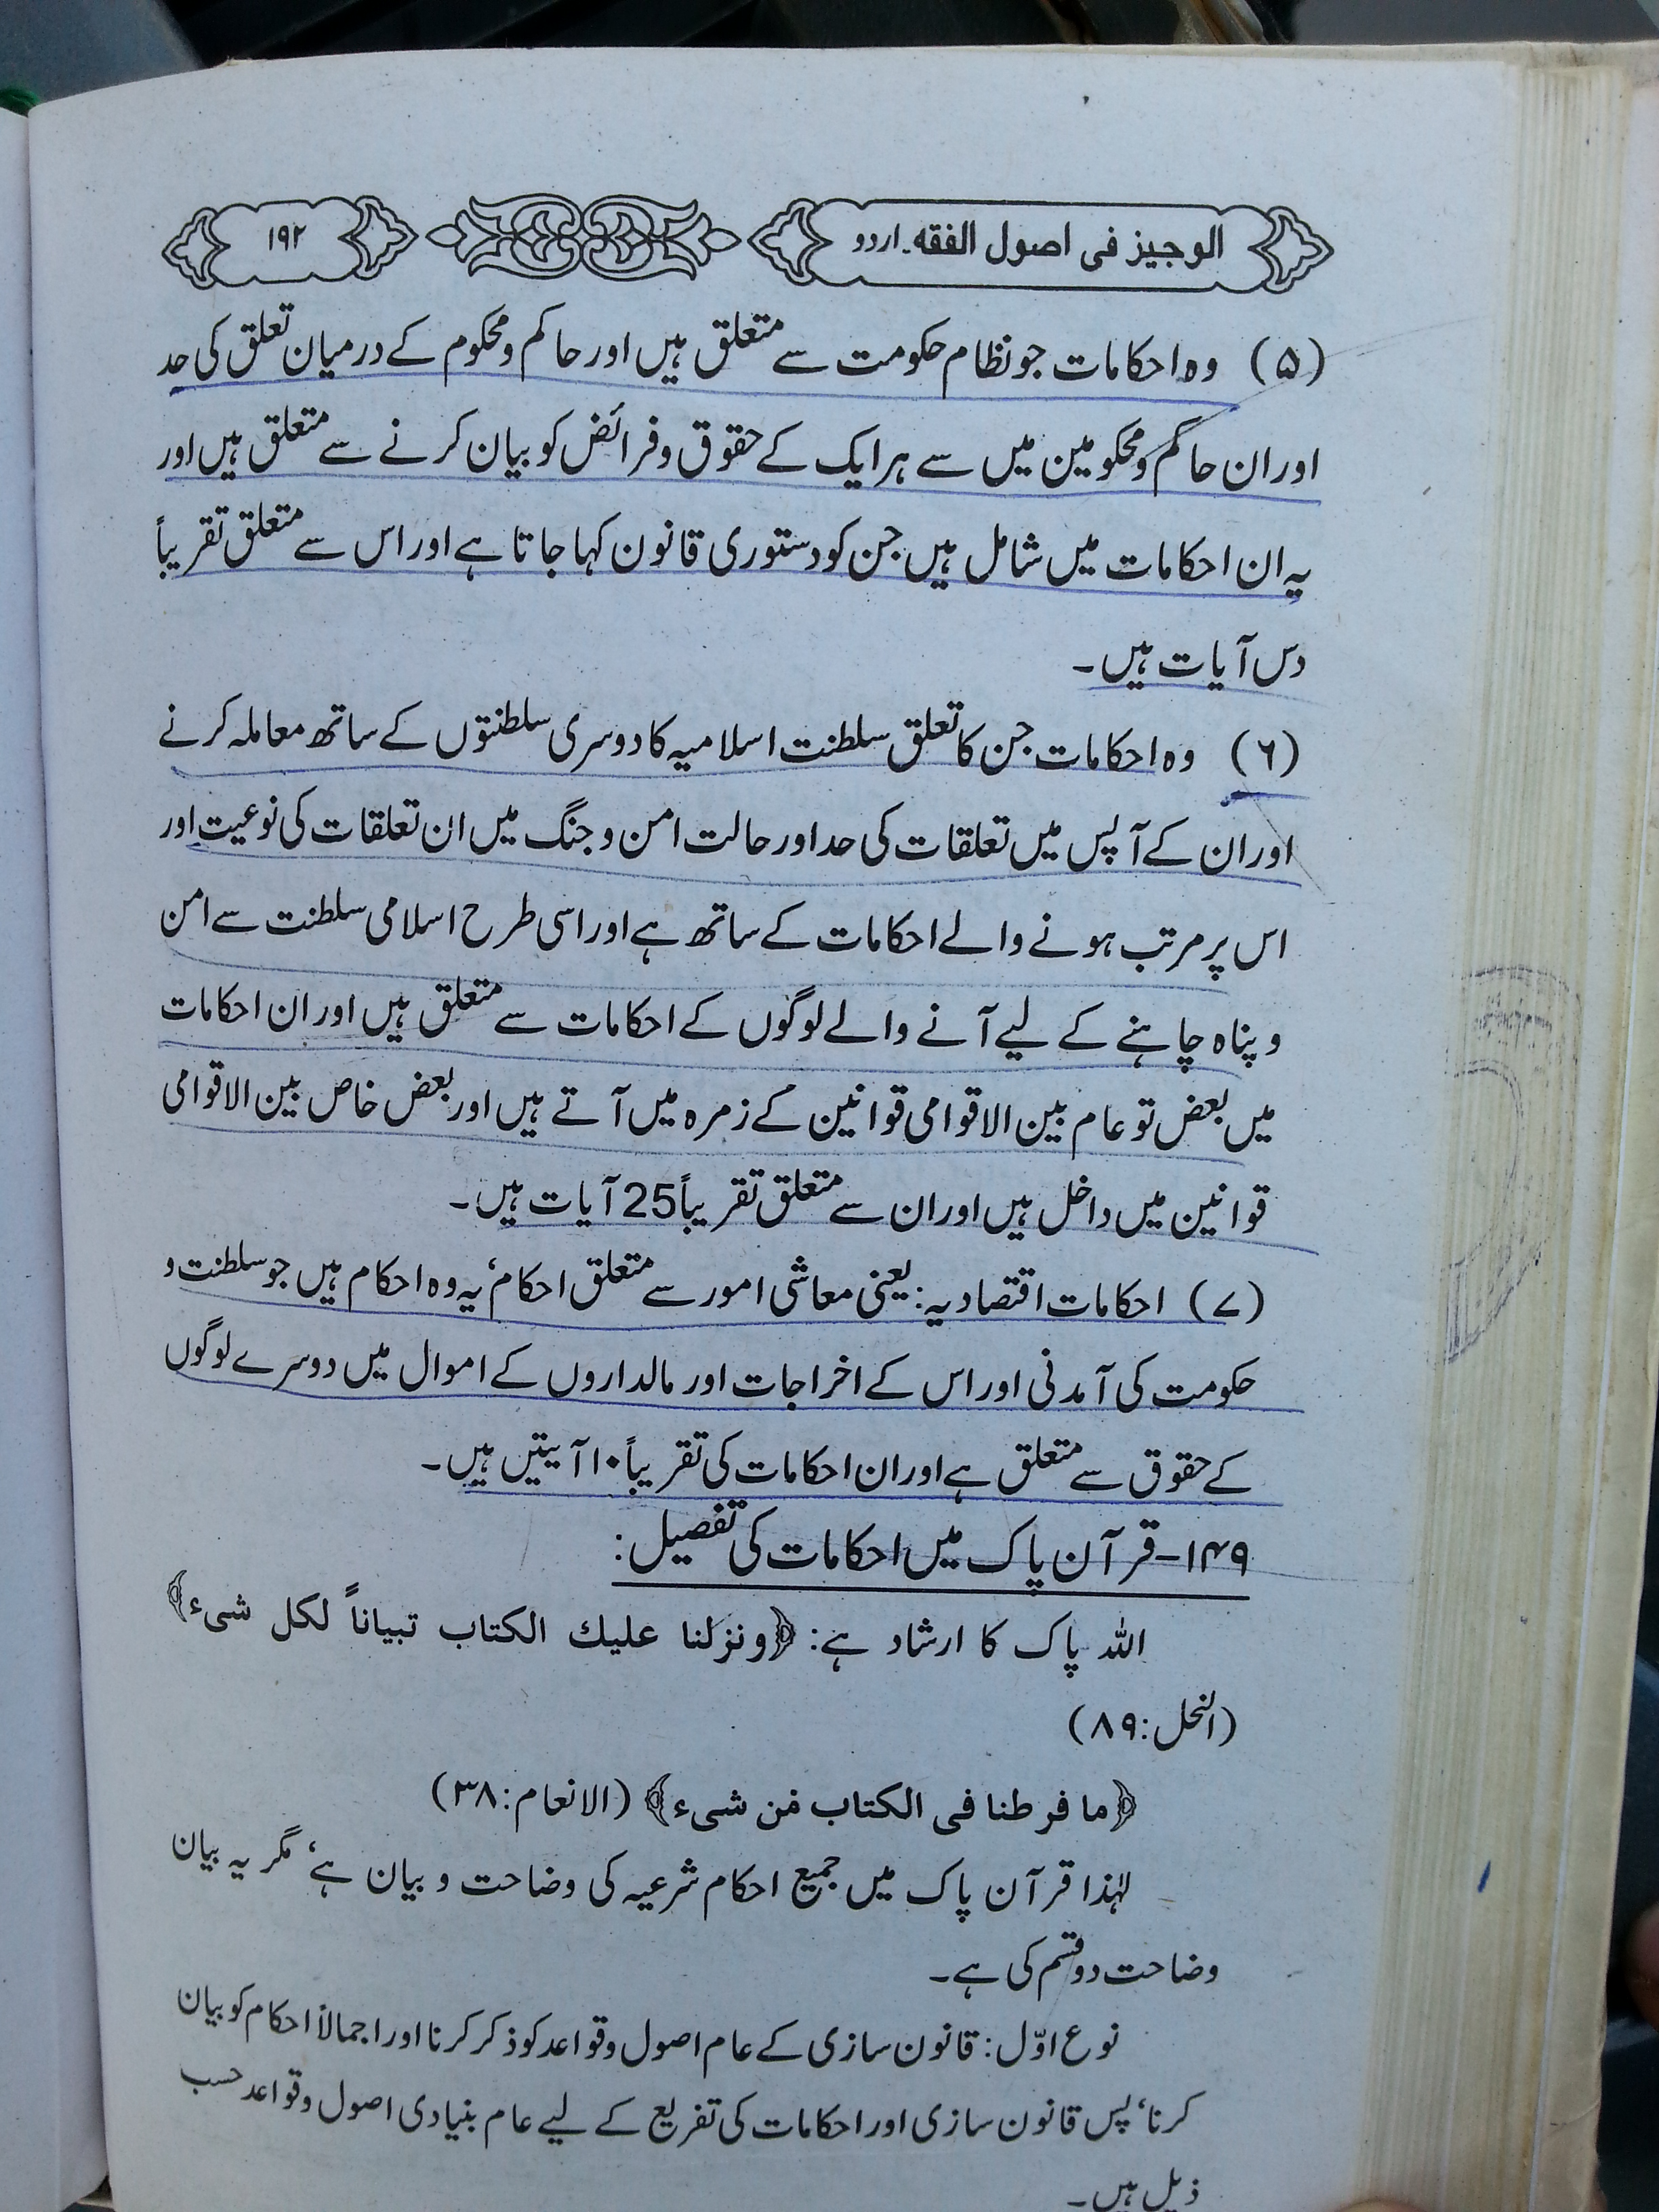 الوجیز فی اصول الفقه۔ اردو ۱۹۲
(۵) وہ احکامات جو نظام حکومت سے متعلق ہیں اور حاکم و محکوم کے درمیان تعلق کی حد
اور ان حاکم و محکومین میں سے ہر ایک کے حقوق و فرائض کو بیان کرنے سے متعلق ہیں اور
یہ ان احکامات میں شامل ہیں جن کو دستوری قانون کہا جاتا ہے اور اس سے متعلق تقریباً
دس آیات ہیں۔
(۶) وہ احکامات جن کا تعلق سلطنت اسلامیہ کا دوسری سلطنتوں کے ساتھ معاملہ کرنے
اور ان کے آپس میں تعلقات کی حد اور حالت امن و جنگ میں ان تعلقات کی نوعیت اور
اس پر مرتب ہونے والے احکامات کے ساتھ ہے اور اسی طرح اسلامی سلطنت سے امن
و پناہ چاہنے کے لیے آنے والے لوگوں کے احکامات سے متعلق ہیں اور ان احکامات
میں بعض تو عام بین الاقوامی قوانین کے زمرہ میں آتے ہیں اور بعض خاص بین الاقوامی
قوانین میں داخل ہیں اور ان سے متعلق تقریباً 25 آیات ہیں۔
(۷) احکامات اقتصادیہ: یعنی معاشی امور سے متعلق احکام، یہ وہ احکام ہیں جو سلطنت و
حکومت کی آمدنی اور اس کے اخراجات اور مالداروں کے اموال میں دوسرے لوگوں
کے حقوق سے متعلق ہے اور ان احکامات کی تقریباً ۱۰ آیتیں ہیں۔
۱۴۹- قرآن پاک میں احکامات کی تفصیل:
اللہ پاک کا ارشاد ہے: ﴿ونزلنا عليك الكتاب تبياناً لكل شىء﴾
(النحل: ۸۹)
﴿ما فرطنا فى الكتاب من شىء﴾ (الانعام: ۳۸)
لہٰذا قرآن پاک میں جمیع احکام شرعیہ کی وضاحت و بیان ہے، مگر یہ بیان
وضاحت دو قسم کی ہے۔
نوع اوّل: قانون سازی کے عام اصول و قواعد کو ذکر کرنا اور اجمالاً احکام کو بیان
کرنا، پس قانون سازی اور احکامات کی تفریع کے لیے عام بنیادی اصول و قواعد حسب
ذیل ہیں۔